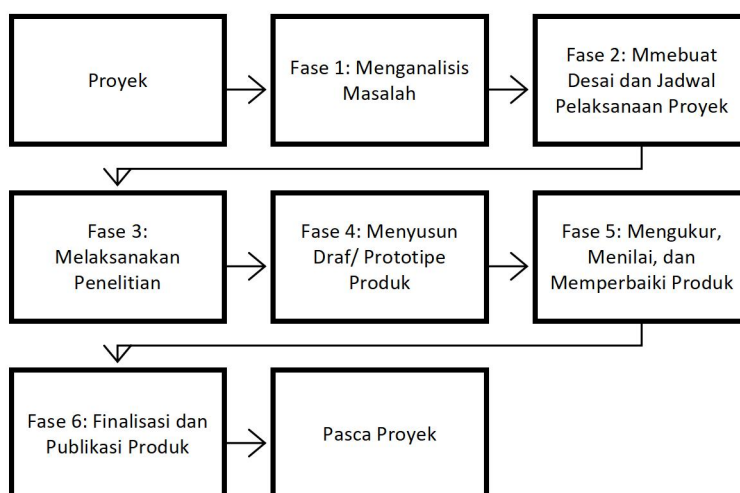 Proyek
Fase 1: Menganalisis
Masalah
Fase 2: Mmebuat
Desai dan Jadwal
Pelaksanaan Proyek
Fase 3:
Melaksanakan
Penelitian
Fase 4: Menyusun
Draf/ Prototipe
Produk
Fase 5: Mengukur,
Menilai, dan
Memperbaiki Produk
Fase 6: Finalisasi dan
Publikasi Produk
Pasca Proyek